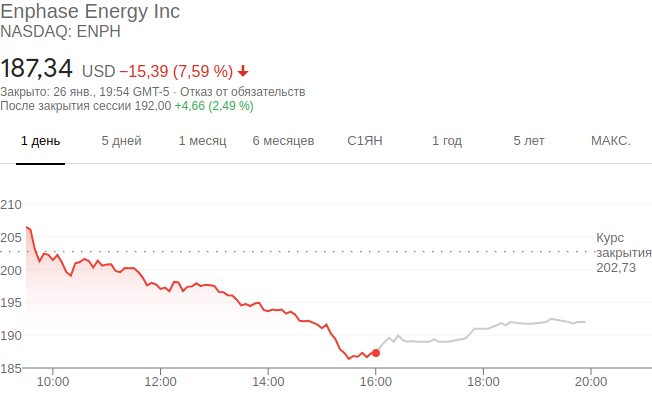 Enphase Energy Inc
NASDAQ: ENPH
187,34 USD −15,39 (7,59 %)
Закрыто: 26 янв., 19:54 GMT-5 · Отказ от обязательств
После закрытия сессии 192,00 +4,66 (2,49 %)
1 день 5 дней 1 месяц 6 месяцев С1ЯН 1 год 5 лет МАКС.
210
205
200
195
190
185
Курс
закрытия
202,73
10:00 12:00 14:00 16:00 18:00 20:00